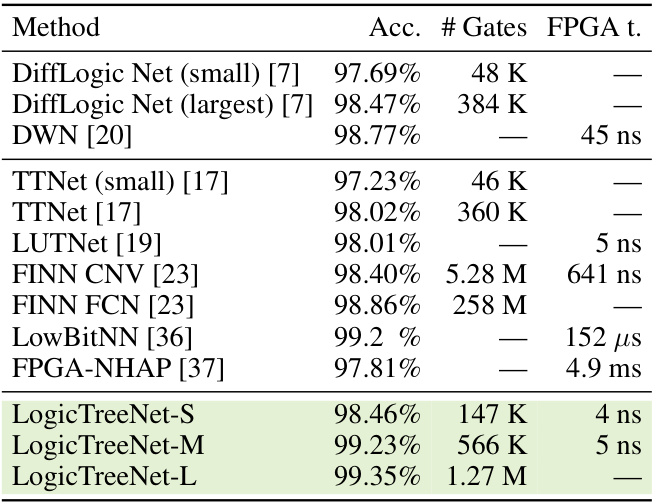 Method Acc. # Gates FPGA t.
DiffLogic Net (small) [7] 97.69% 48 K —
DiffLogic Net (largest) [7] 98.47% 384 K —
DWN [20] 98.77% — 45 ns
TTNet (small) [17] 97.23% 46 K —
TTNet [17] 98.02% 360 K —
LUTNet [19] 98.01% — 5 ns
FINN CNV [23] 98.40% 5.28 M 641 ns
FINN FCN [23] 98.86% 258 M —
LowBitNN [36] 99.2 % — 152 μs
FPGA-NHAP [37] 97.81% — 4.9 ms
LogicTreeNet-S 98.46% 147 K 4 ns
LogicTreeNet-M 99.23% 566 K 5 ns
LogicTreeNet-L 99.35% 1.27 M —